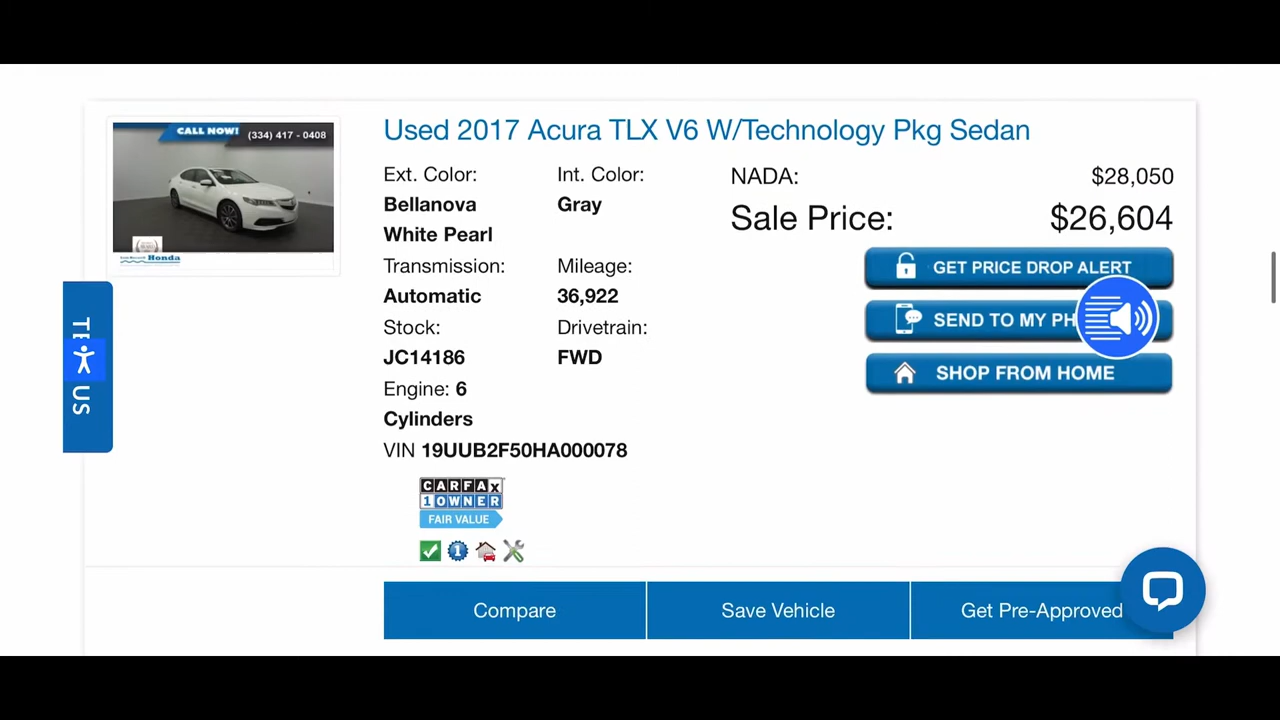 CALL NOW! (334) 417 - 0408
Honda
Used 2017 Acura TLX V6 W/Technology Pkg Sedan
Ext. Color: Int. Color:
Bellanova Gray
White Pearl
Transmission: Mileage:
Automatic 36,922
Stock: Drivetrain:
JC14186 FWD
Engine: 6
Cylinders
VIN 19UUB2F50HA000078
NADA: $28,050
Sale Price: $26,604
GET PRICE DROP ALERT
SEND TO MY PH
SHOP FROM HOME
US
CARFAX
1 OWNER
FAIR VALUE
1
Compare Save Vehicle Get Pre-Approved